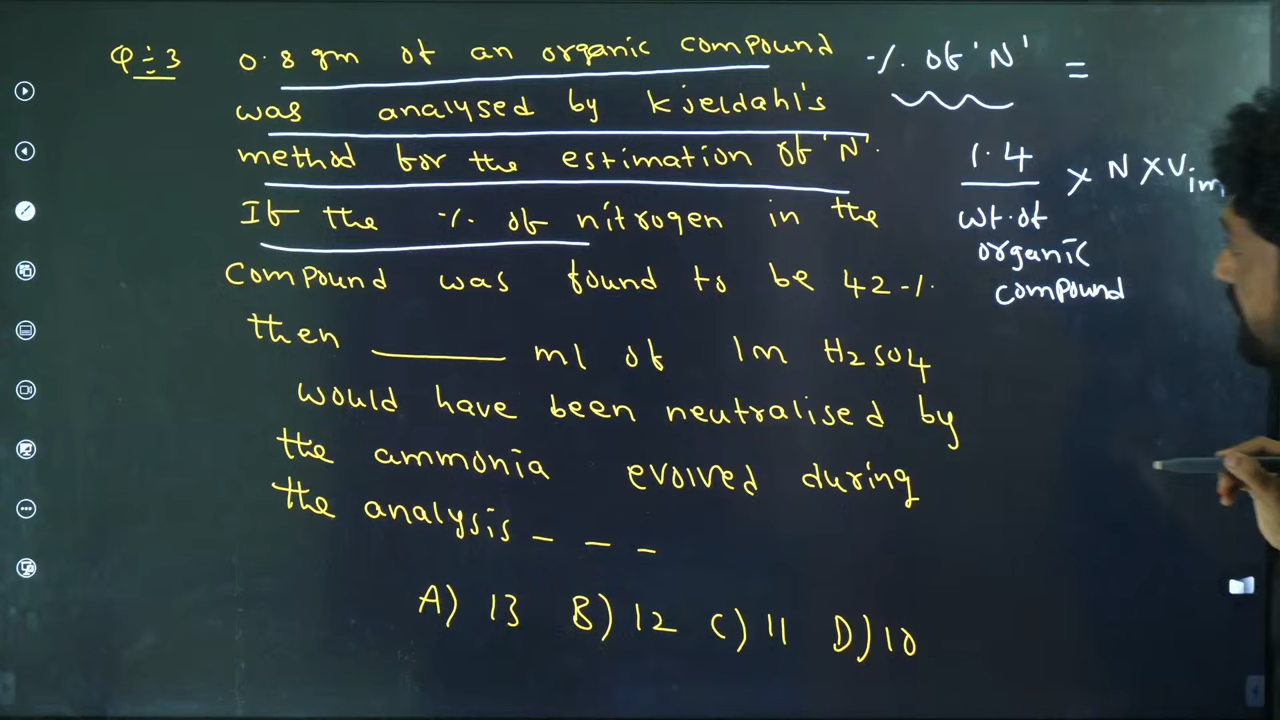 Q÷3 0.8 gm of an organic compound
was analysed by Kjeldahl's
method for the estimation of 'N'.
If the % of nitrogen in the
compound was found to be 42%.
then ______ ml of 1m H2SO4
would have been neutralised by
the ammonia evolved during
the analysis - - -
A) 13 B) 12 C) 11 D) 10
% of 'N' =
1.4 × N × V
wt. of
organic
compound